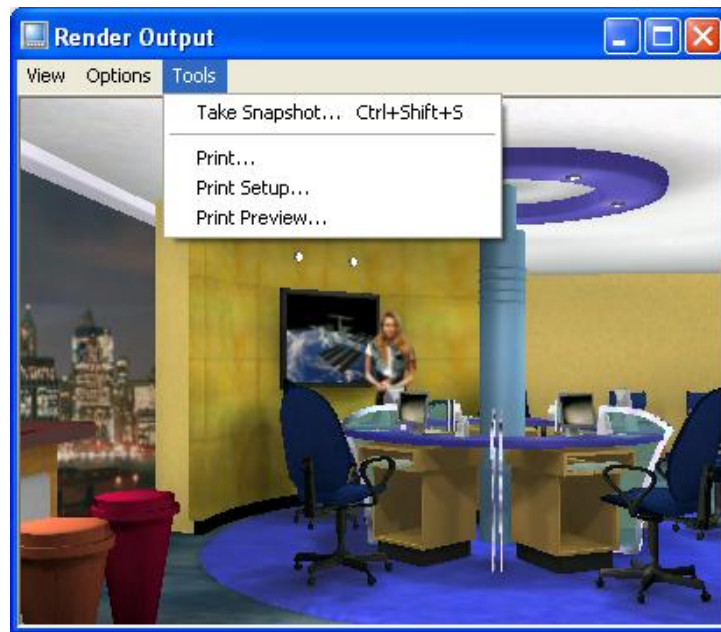 Render Output
View Options Tools
Take Snapshot... Ctrl+Shift+S
Print...
Print Setup...
Print Preview...